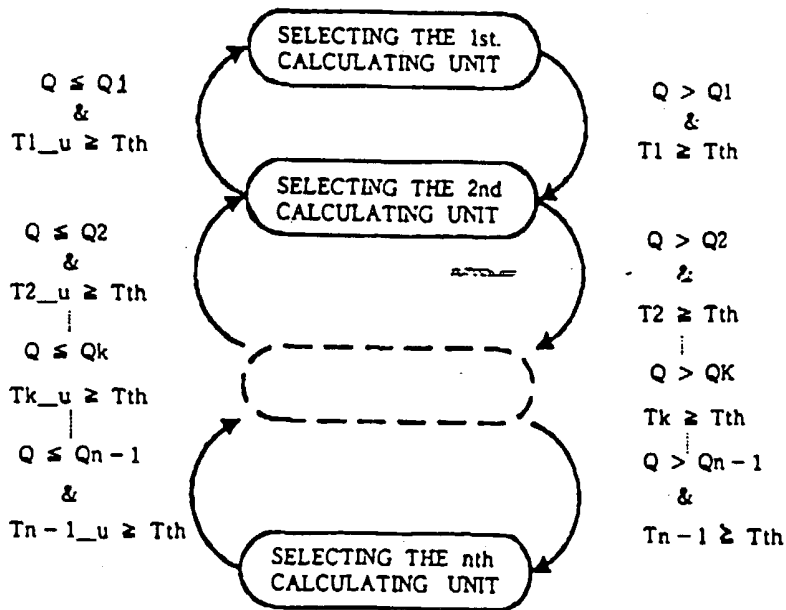 SELECTING THE 1st.
CALCULATING UNIT
Q ≦ Q1
&
T1_u ≧ Tth
Q > Q1
&
T1 ≧ Tth
SELECTING THE 2nd
CALCULATING UNIT
Q ≦ Q2
&
T2_u ≧ Tth
Q ≦ Qk
Tk_u ≧ Tth
Q ≦ Qn-1
&
Tn-1_u ≧ Tth
Q > Q2
&
T2 ≧ Tth
Q > QK
Tk ≧ Tth
Q > Qn-1
&
Tn-1 ≧ Tth
SELECTING THE nth
CALCULATING UNIT